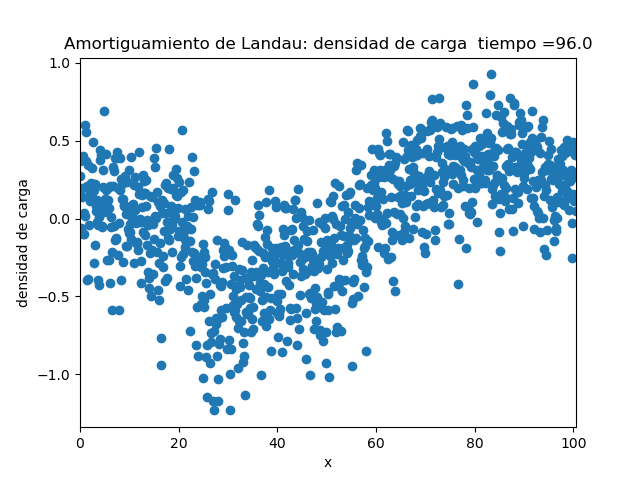 Amortiguamiento de Landau: densidad de carga  tiempo =96.0
densidad de carga
1.0
0.5
0.0
−0.5
−1.0
0 20 40 60 80 100
x